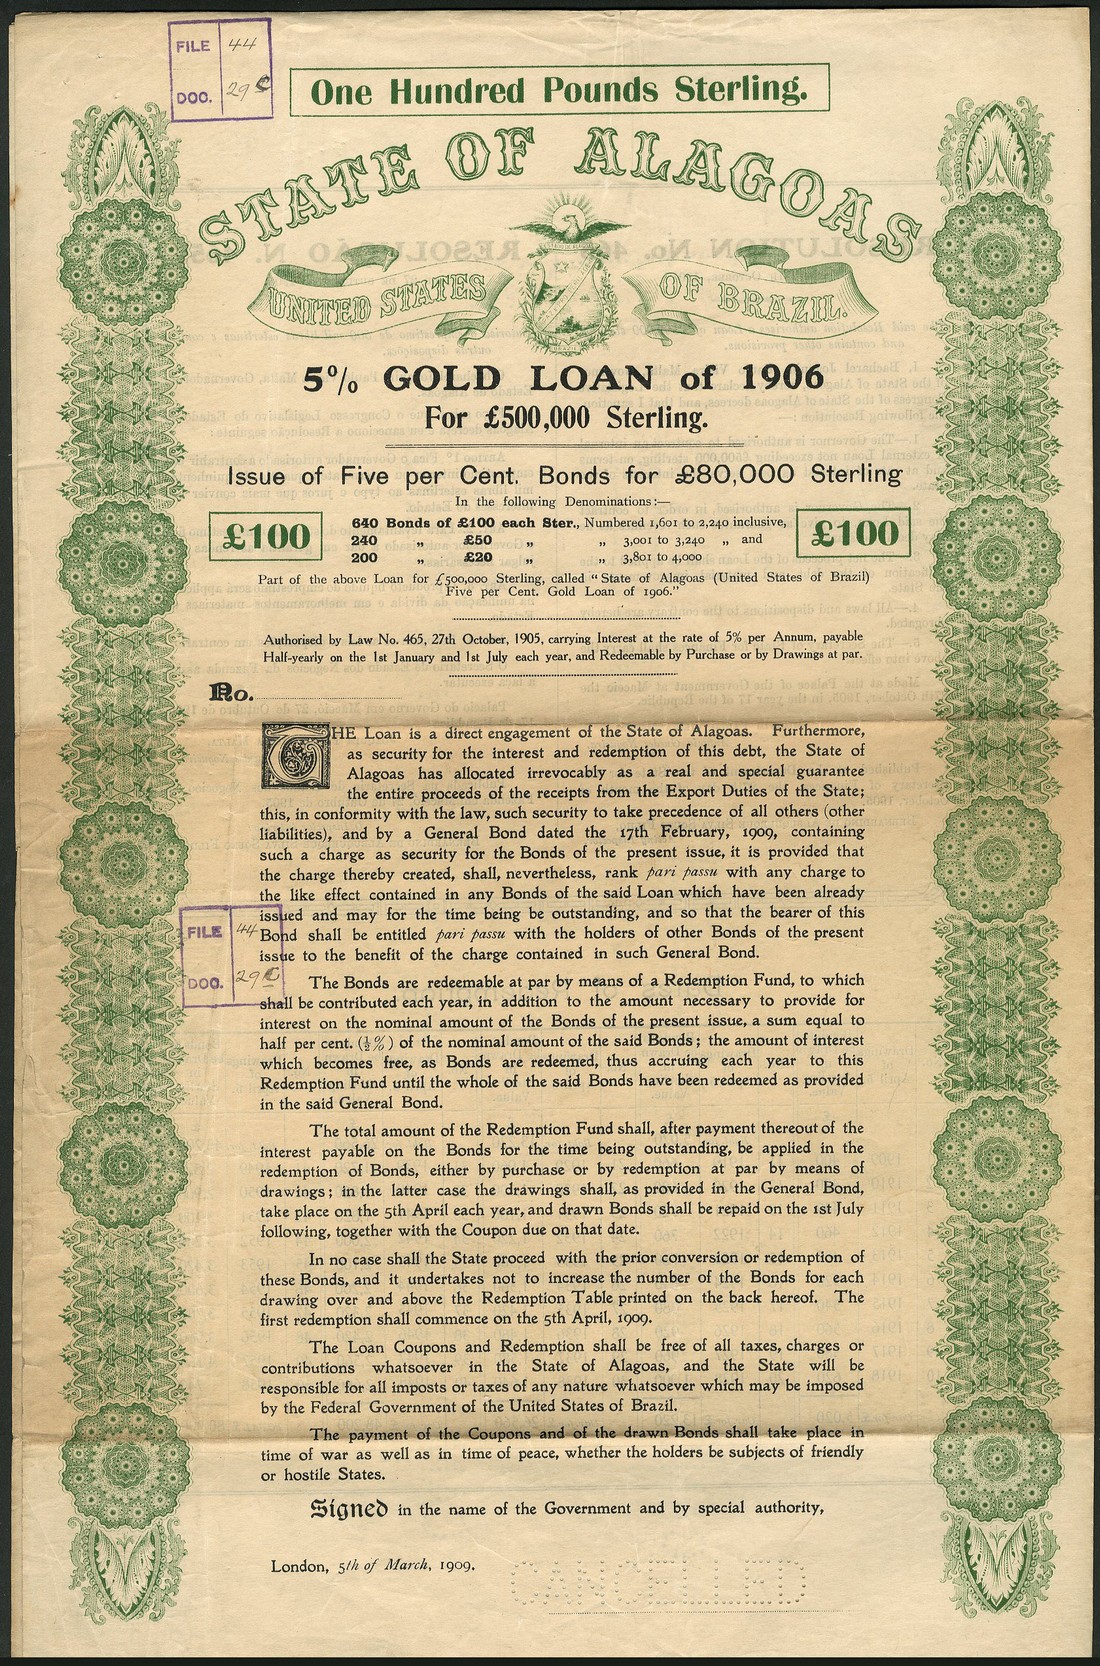 FILE 44
DOC. 29
One Hundred Pounds Sterling.
STATE OF ALAGOAS
UNITED STATES OF BRAZIL.
5% GOLD LOAN of 1906
For £500,000 Sterling.
Issue of Five per Cent. Bonds for £80,000 Sterling
In the following Denominations:—
£100
640 Bonds of £100 each Ster., Numbered 1,601 to 2,240 inclusive,
240 „ £50 „ „ 3,001 to 3,240 „ and
200 „ £20 „ „ 3,801 to 4,000
£100
Part of the above Loan for £500,000 Sterling, called "State of Alagoas (United States of Brazil)
Five per Cent. Gold Loan of 1906."
Authorised by Law No. 465, 27th October, 1905, carrying Interest at the rate of 5% per Annum, payable
Half-yearly on the 1st January and 1st July each year, and Redeemable by Purchase or by Drawings at par.
No.
THE Loan is a direct engagement of the State of Alagoas. Furthermore,
as security for the interest and redemption of this debt, the State of
Alagoas has allocated irrevocably as a real and special guarantee
the entire proceeds of the receipts from the Export Duties of the State;
this, in conformity with the law, such security to take precedence of all others (other
liabilities), and by a General Bond dated the 17th February, 1909, containing
such a charge as security for the Bonds of the present issue, it is provided that
the charge thereby created, shall, nevertheless, rank pari passu with any charge to
the like effect contained in any Bonds of the said Loan which have been already
issued and may for the time being be outstanding, and so that the bearer of this
Bond shall be entitled pari passu with the holders of other Bonds of the present
issue to the benefit of the charge contained in such General Bond.
FILE 44
DOC. 29
The Bonds are redeemable at par by means of a Redemption Fund, to which
shall be contributed each year, in addition to the amount necessary to provide for
interest on the nominal amount of the Bonds of the present issue, a sum equal to
half per cent. (½%) of the nominal amount of the said Bonds; the amount of interest
which becomes free, as Bonds are redeemed, thus accruing each year to this
Redemption Fund until the whole of the said Bonds have been redeemed as provided
in the said General Bond.
The total amount of the Redemption Fund shall, after payment thereout of the
interest payable on the Bonds for the time being outstanding, be applied in the
redemption of Bonds, either by purchase or by redemption at par by means of
drawings; in the latter case the drawings shall, as provided in the General Bond,
take place on the 5th April each year, and drawn Bonds shall be repaid on the 1st July
following, together with the Coupon due on that date.
In no case shall the State proceed with the prior conversion or redemption of
these Bonds, and it undertakes not to increase the number of the Bonds for each
drawing over and above the Redemption Table printed on the back hereof. The
first redemption shall commence on the 5th April, 1909.
The Loan Coupons and Redemption shall be free of all taxes, charges or
contributions whatsoever in the State of Alagoas, and the State will be
responsible for all imposts or taxes of any nature whatsoever which may be imposed
by the Federal Government of the United States of Brazil.
The payment of the Coupons and of the drawn Bonds shall take place in
time of war as well as in time of peace, whether the holders be subjects of friendly
or hostile States.
Signed in the name of the Government and by special authority,
London, 5th of March, 1909.
CANCELLED